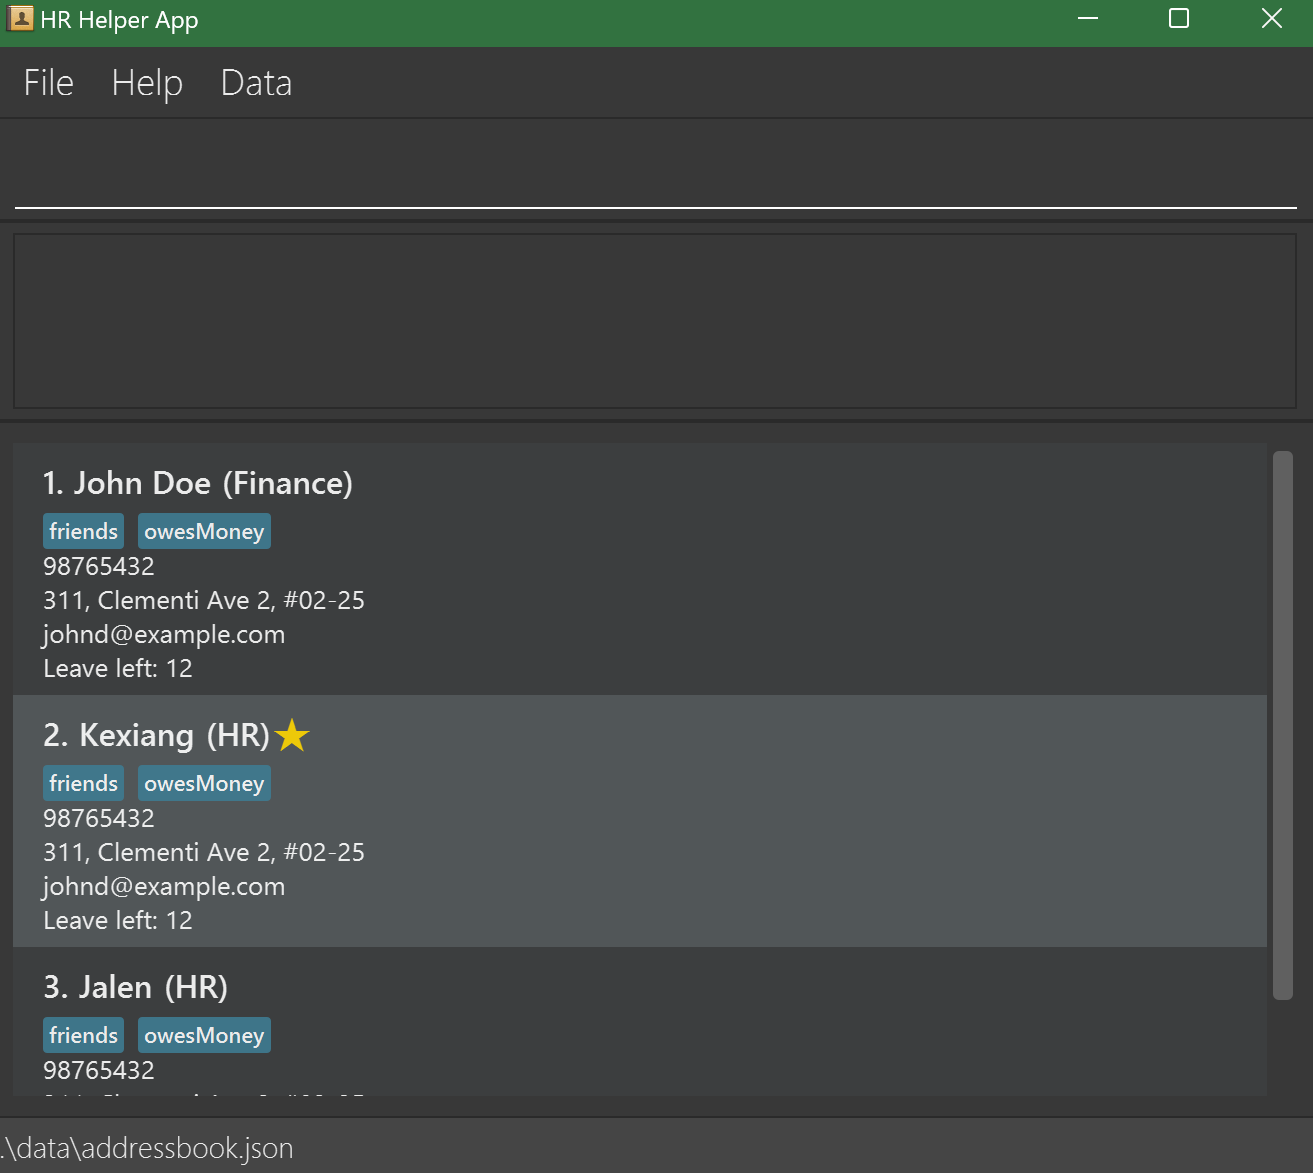 HR Helper App
File Help Data
1. John Doe (Finance)
friends owesMoney
98765432
311, Clementi Ave 2, #02-25
johnd@example.com
Leave left: 12
2. Kexiang (HR)
friends owesMoney
98765432
311, Clementi Ave 2, #02-25
johnd@example.com
Leave left: 12
3. Jalen (HR)
friends owesMoney
98765432
.\data\addressbook.json